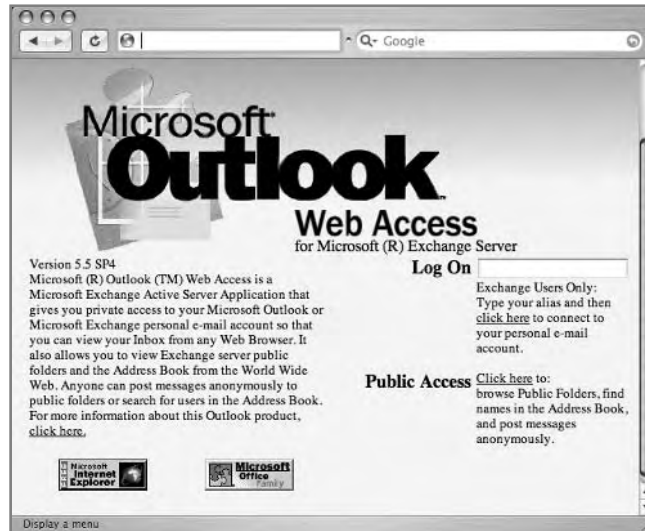 Google
Microsoft
Outlook
Web Access
for Microsoft (R) Exchange Server
Version 5.5 SP4
Microsoft (R) Outlook (TM) Web Access is a
Microsoft Exchange Active Server Application that
gives you private access to your Microsoft Outlook or
Microsoft Exchange personal e-mail account so that
you can view your Inbox from any Web Browser. It
also allows you to view Exchange server public
folders and the Address Book from the World Wide
Web. Anyone can post messages anonymously to
public folders or search for users in the Address Book.
For more information about this Outlook product,
click here.
Log On
Exchange Users Only:
Type your alias and then
click here to connect to
your personal e-mail
account.
Public Access
Click here to:
browse Public Folders, find
names in the Address Book,
and post messages
anonymously.
Microsoft
Internet
Explorer
Microsoft
Office
Family
Display a menu